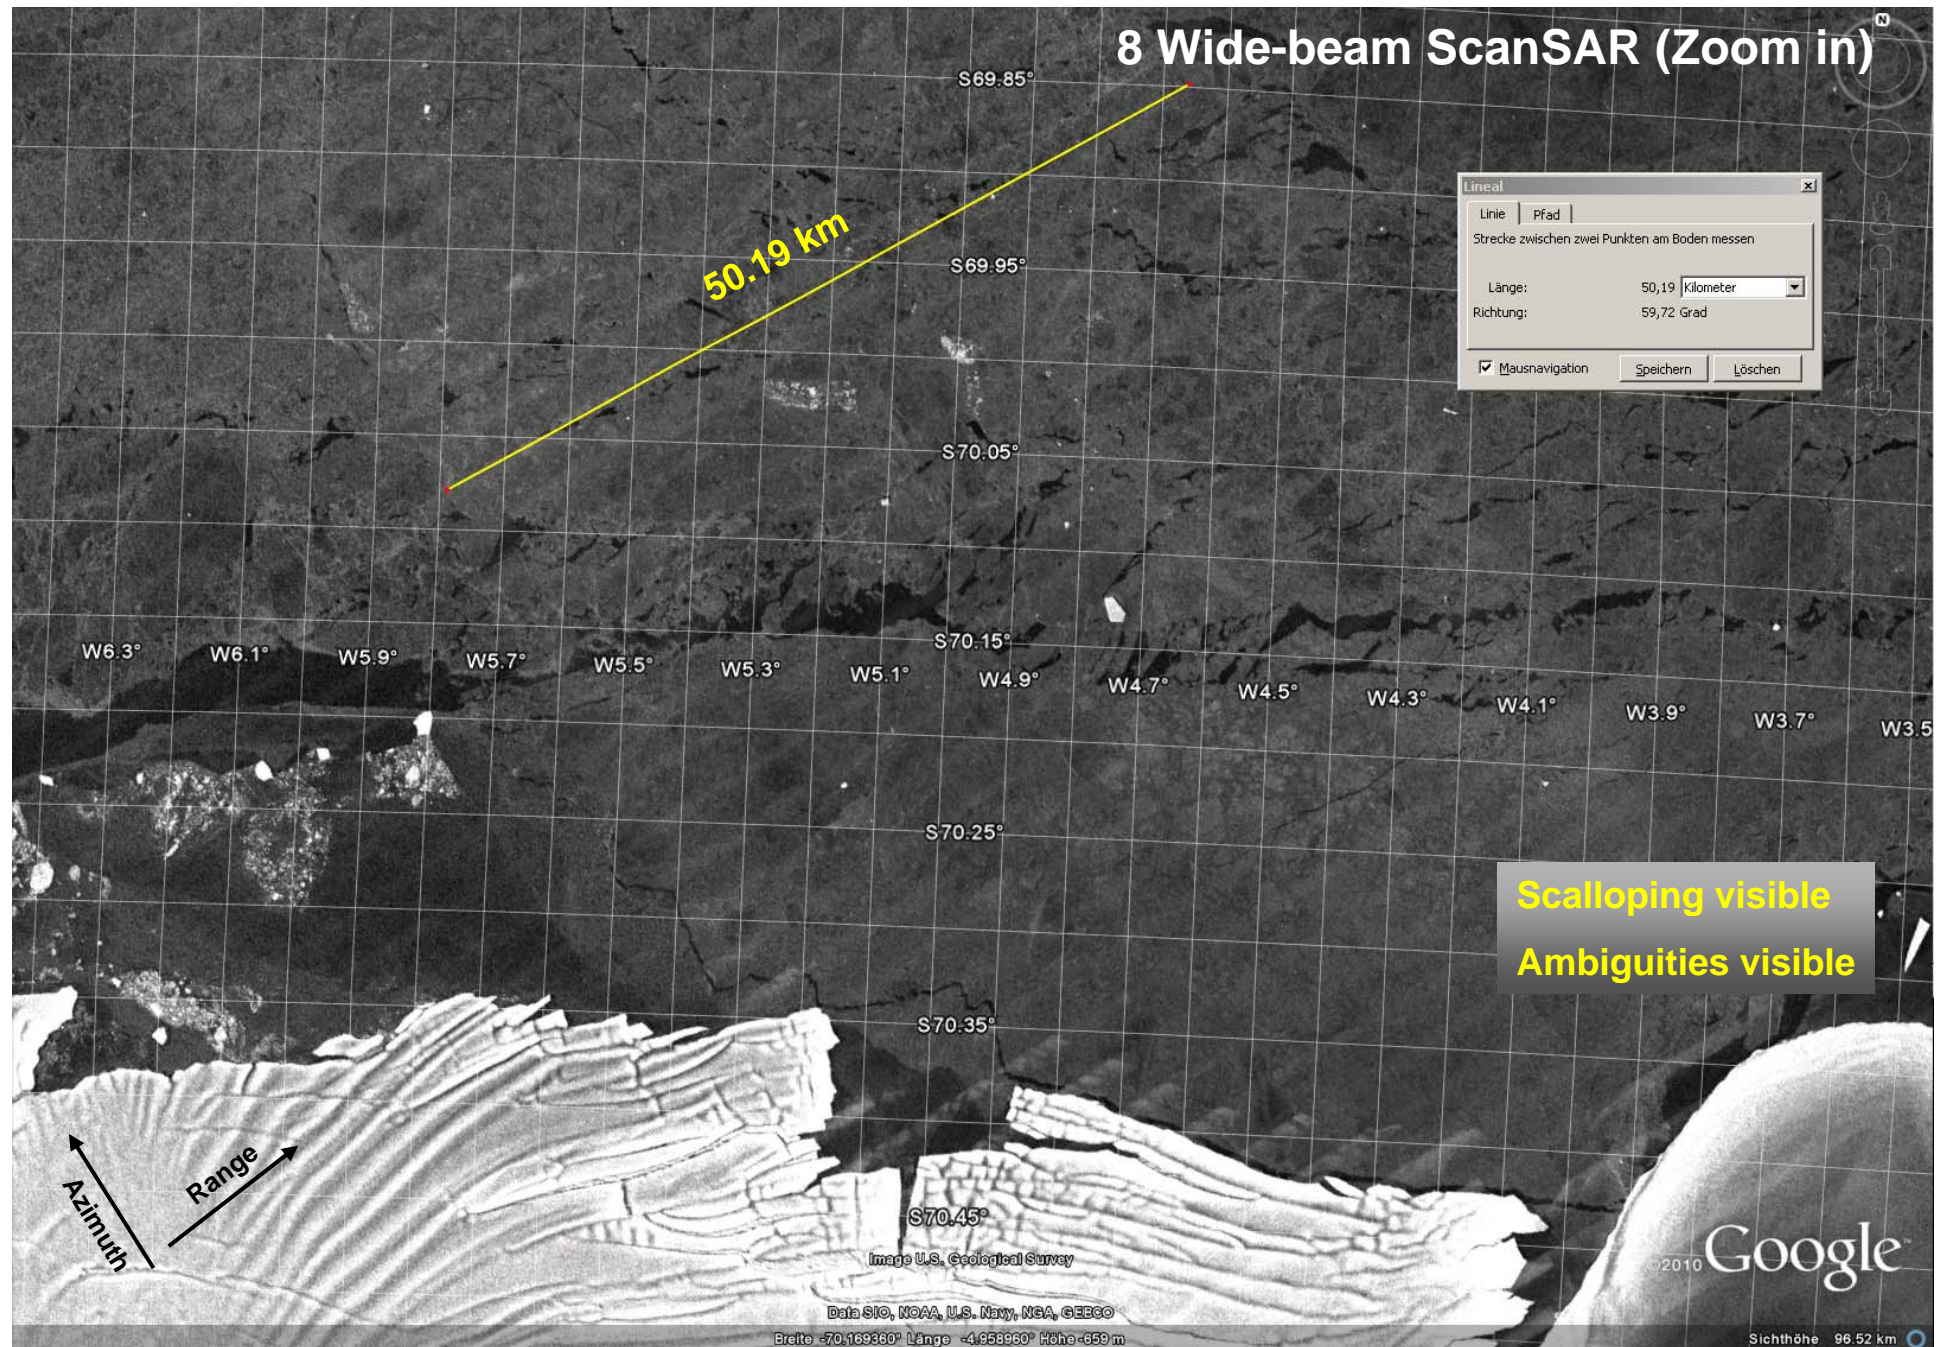 8 Wide-beam ScanSAR (Zoom in)
N
S69.85°
Lineal
Linie
Pfad
Strecke zwischen zwei Punkten am Boden messen
Länge:
50,19
Kilometer
Richtung:
59,72 Grad
Mausnavigation
Speichern
Löschen
50.19 km
S69.95°
S70.05°
S70.15°
W6.3°
W6.1°
W5.9°
W5.7°
W5.5°
W5.3°
W5.1°
W4.9°
W4.7°
W4.5°
W4.3°
W4.1°
W3.9°
W3.7°
W3.5
S70.25°
Scalloping visible
Ambiguities visible
S70.35°
Range
Azimuth
S70.45°
Image U.S. Geological Survey
©2010 Google™
Data SIO, NOAA, U.S. Navy, NGA, GEBCO
Breite -70.169360° Länge -4.958960° Höhe -659 m
Sichthöhe 96.52 km